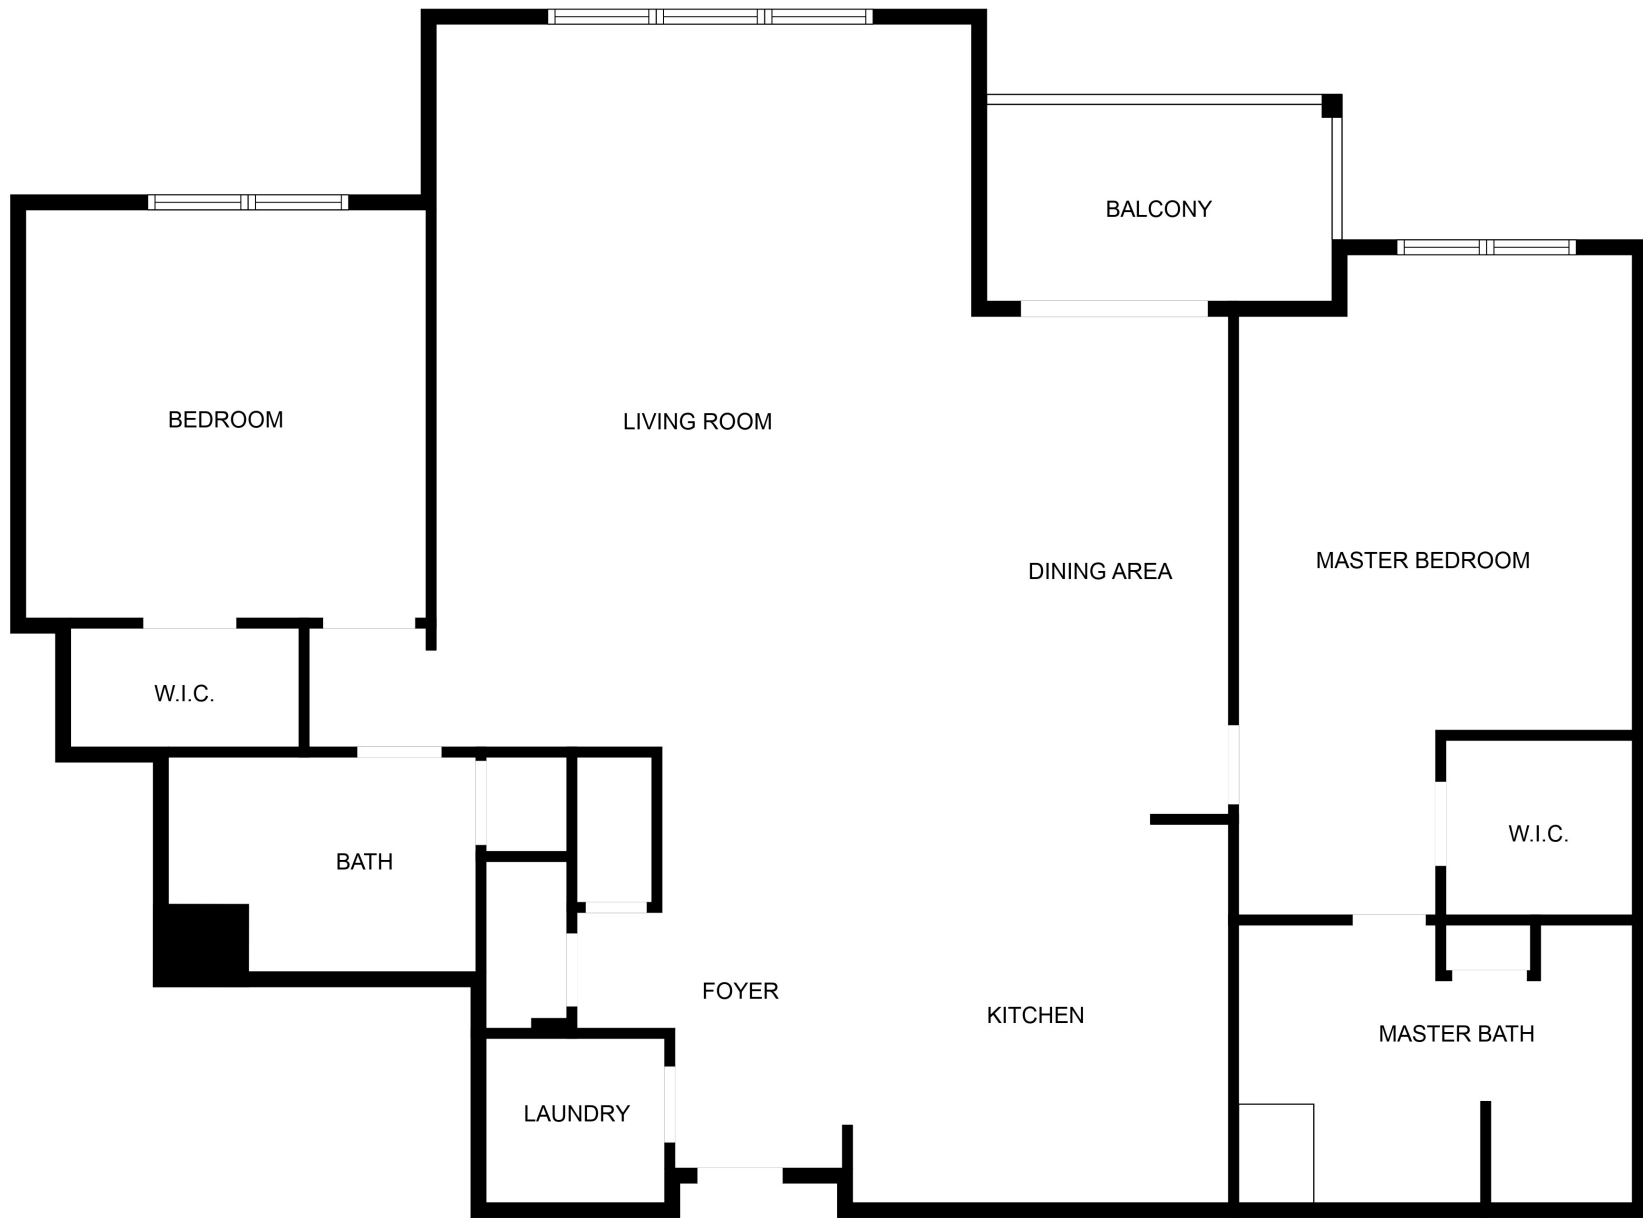 BALCONY
BEDROOM
LIVING ROOM
DINING AREA
MASTER BEDROOM
W.I.C.
W.I.C.
BATH
FOYER
KITCHEN
MASTER BATH
LAUNDRY